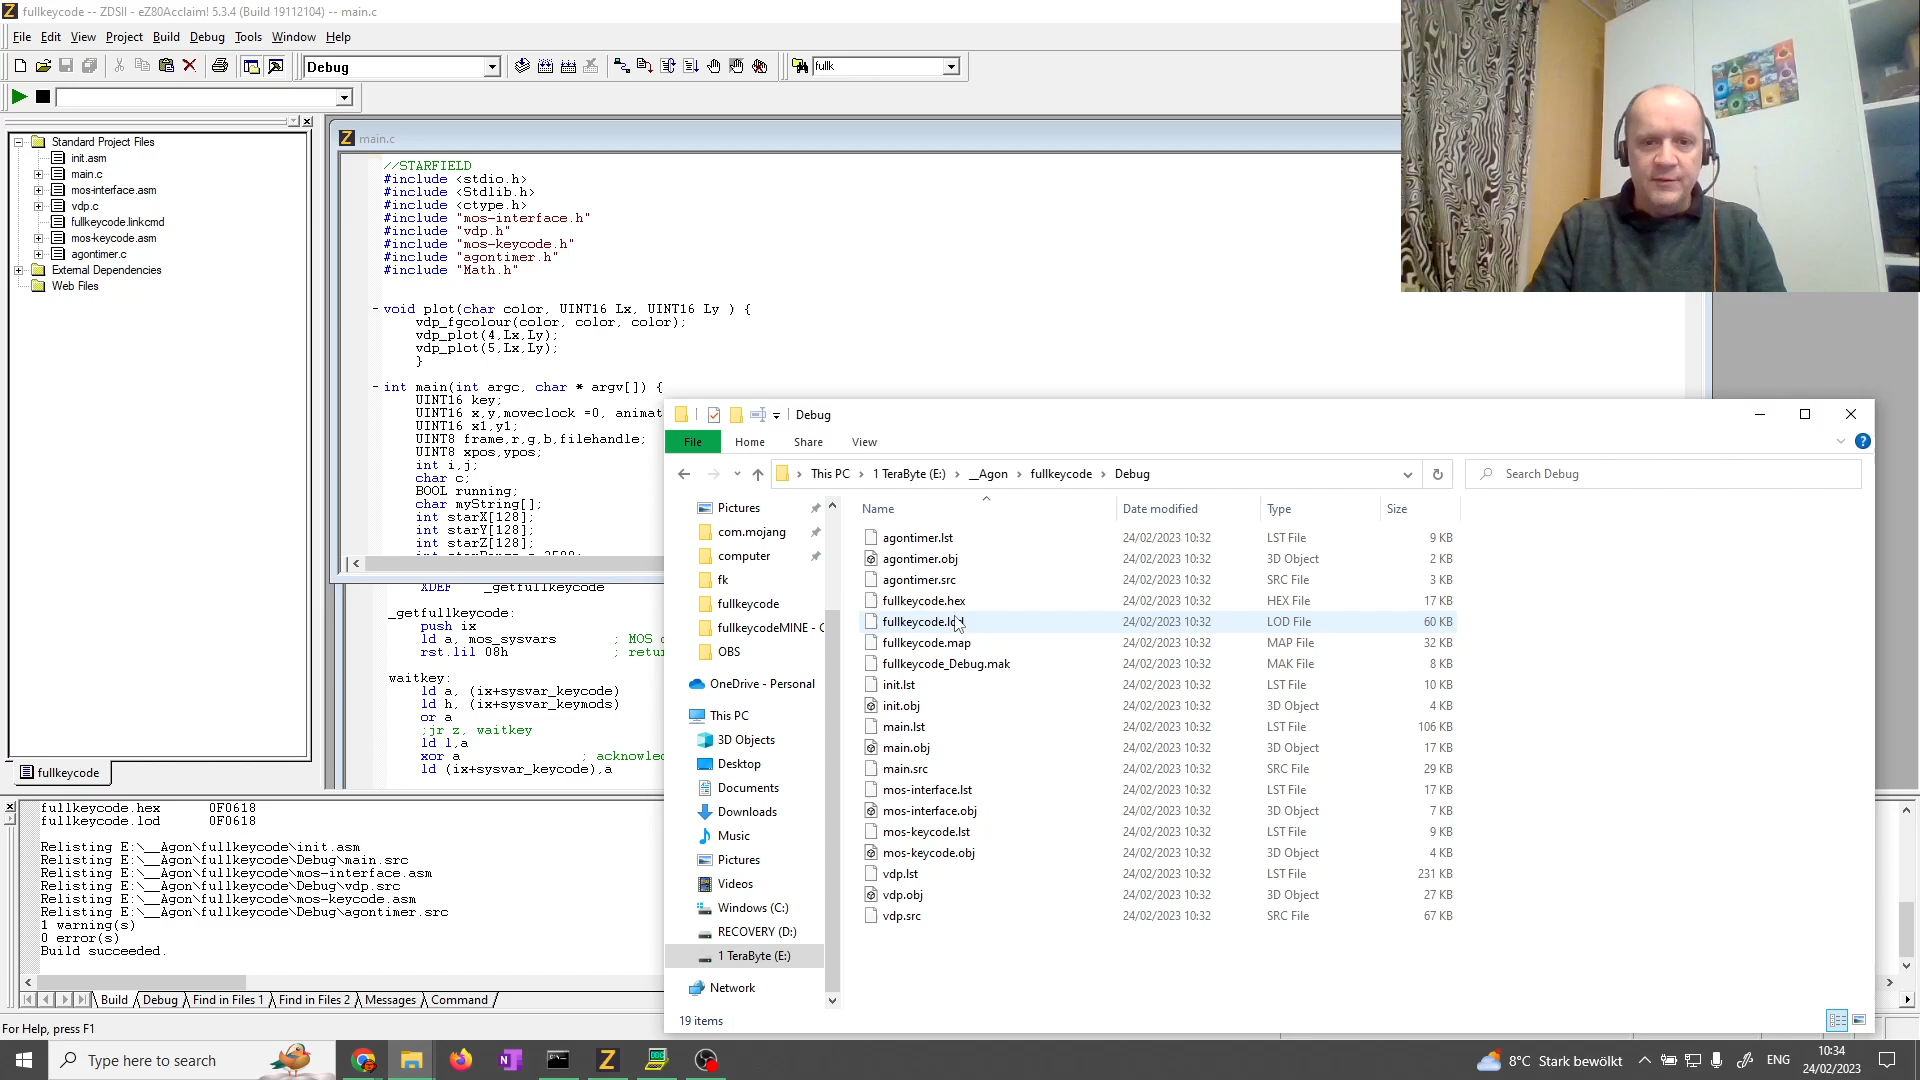 fullkeycode -- ZDSII - eZ80Acclaim! 5.3.4 (Build 19112104) -- main.c
File Edit View Project Build Debug Tools Window Help
Debug
fullk
Standard Project Files
init.asm
main.c
mos-interface.asm
vdp.c
fullkeycode.linkcmd
mos-keycode.asm
agontimer.c
External Dependencies
Web Files
fullkeycode
main.c
//STARFIELD
#include <stdio.h>
#include <Stdlib.h>
#include <ctype.h>
#include "mos-interface.h"
#include "vdp.h"
#include "mos-keycode.h"
#include "agontimer.h"
#include "Math.h"
void plot(char color, UINT16 Lx, UINT16 Ly ) {
vdp_fgcolour(color, color, color);
vdp_plot(4,Lx,Ly);
vdp_plot(5,Lx,Ly);
}
int main(int argc, char * argv[]) {
UINT16 key;
UINT16 x,y,moveclock =0, animat
UINT16 x1,y1;
UINT8 frame,r,g,b,filehandle;
UINT8 xpos,ypos;
int i,j;
char c;
BOOL running;
char myString[];
int starX[128];
int starY[128];
int starZ[128];
XDEF _getfullkeycode
_getfullkeycode:
push ix
ld a, mos_sysvars ; MOS
rst.lil 08h ; retu
waitkey:
ld a, (ix+sysvar_keycode)
ld h, (ix+sysvar_keymods)
or a
;jr z, waitkey
ld l,a
xor a ; acknowle
ld (ix+sysvar_keycode),a
fullkeycode.hex 0F0618
fullkeycode.lod 0F0618
Relisting E:\__Agon\fullkeycode\init.asm
Relisting E:\__Agon\fullkeycode\Debug\main.src
Relisting E:\__Agon\fullkeycode\mos-interface.asm
Relisting E:\__Agon\fullkeycode\Debug\vdp.src
Relisting E:\__Agon\fullkeycode\mos-keycode.asm
Relisting E:\__Agon\fullkeycode\Debug\agontimer.src
1 warning(s)
0 error(s)
Build succeeded.
Build Debug Find in Files 1 Find in Files 2 Messages Command
For Help, press F1
Debug
File Home Share View
This PC > 1 TeraByte (E:) > __Agon > fullkeycode > Debug
Search Debug
Pictures
com.mojang
computer
fk
fullkeycode
fullkeycodeMINE - C
OBS
OneDrive - Personal
This PC
3D Objects
Desktop
Documents
Downloads
Music
Pictures
Videos
Windows (C:)
RECOVERY (D:)
1 TeraByte (E:)
Network
Name Date modified Type Size
agontimer.lst 24/02/2023 10:32 LST File 9 KB
agontimer.obj 24/02/2023 10:32 3D Object 2 KB
agontimer.src 24/02/2023 10:32 SRC File 3 KB
fullkeycode.hex 24/02/2023 10:32 HEX File 17 KB
fullkeycode.lod 24/02/2023 10:32 LOD File 60 KB
fullkeycode.map 24/02/2023 10:32 MAP File 32 KB
fullkeycode_Debug.mak 24/02/2023 10:32 MAK File 8 KB
init.lst 24/02/2023 10:32 LST File 10 KB
init.obj 24/02/2023 10:32 3D Object 4 KB
main.lst 24/02/2023 10:32 LST File 106 KB
main.obj 24/02/2023 10:32 3D Object 17 KB
main.src 24/02/2023 10:32 SRC File 29 KB
mos-interface.lst 24/02/2023 10:32 LST File 17 KB
mos-interface.obj 24/02/2023 10:32 3D Object 7 KB
mos-keycode.lst 24/02/2023 10:32 LST File 9 KB
mos-keycode.obj 24/02/2023 10:32 3D Object 4 KB
vdp.lst 24/02/2023 10:32 LST File 231 KB
vdp.obj 24/02/2023 10:32 3D Object 27 KB
vdp.src 24/02/2023 10:32 SRC File 67 KB
19 items
Type here to search
8°C Stark bewölkt
ENG
10:34
24/02/2023